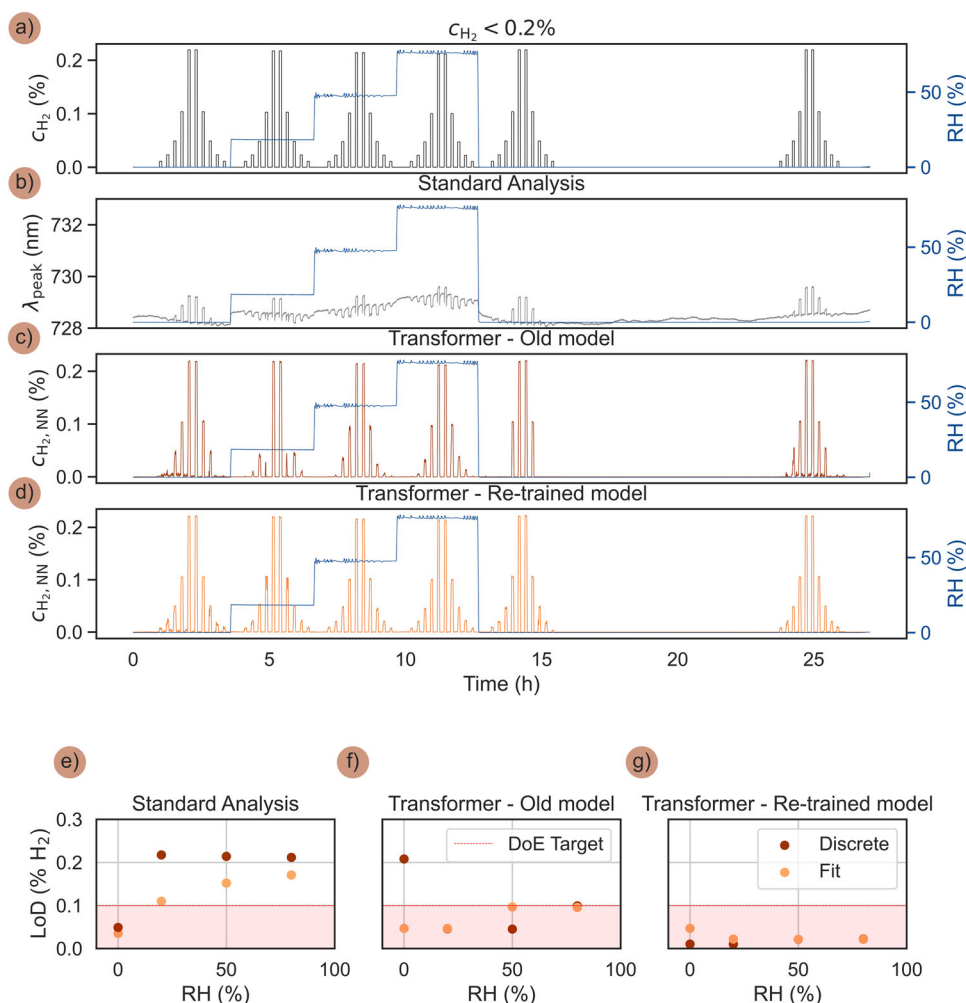 a)
c_H₂ < 0.2%
0.2
0.1
0.0
c_H₂ (%)
50
0
RH (%)
b)
Standard Analysis
732
730
728
λ_peak (nm)
50
0
RH (%)
c)
Transformer - Old model
0.2
0.1
0.0
c_H₂, NN (%)
50
0
RH (%)
d)
Transformer - Re-trained model
0.2
0.1
0.0
c_H₂, NN (%)
50
0
RH (%)
0 5 10 15 20 25
Time (h)
e) f) g)
Standard Analysis
0.3
0.2
0.1
0.0
LoD (% H₂)
0 50 100
RH (%)
Transformer - Old model
DoE Target
0 50 100
RH (%)
Transformer - Re-trained model
Discrete
Fit
0 50 100
RH (%)